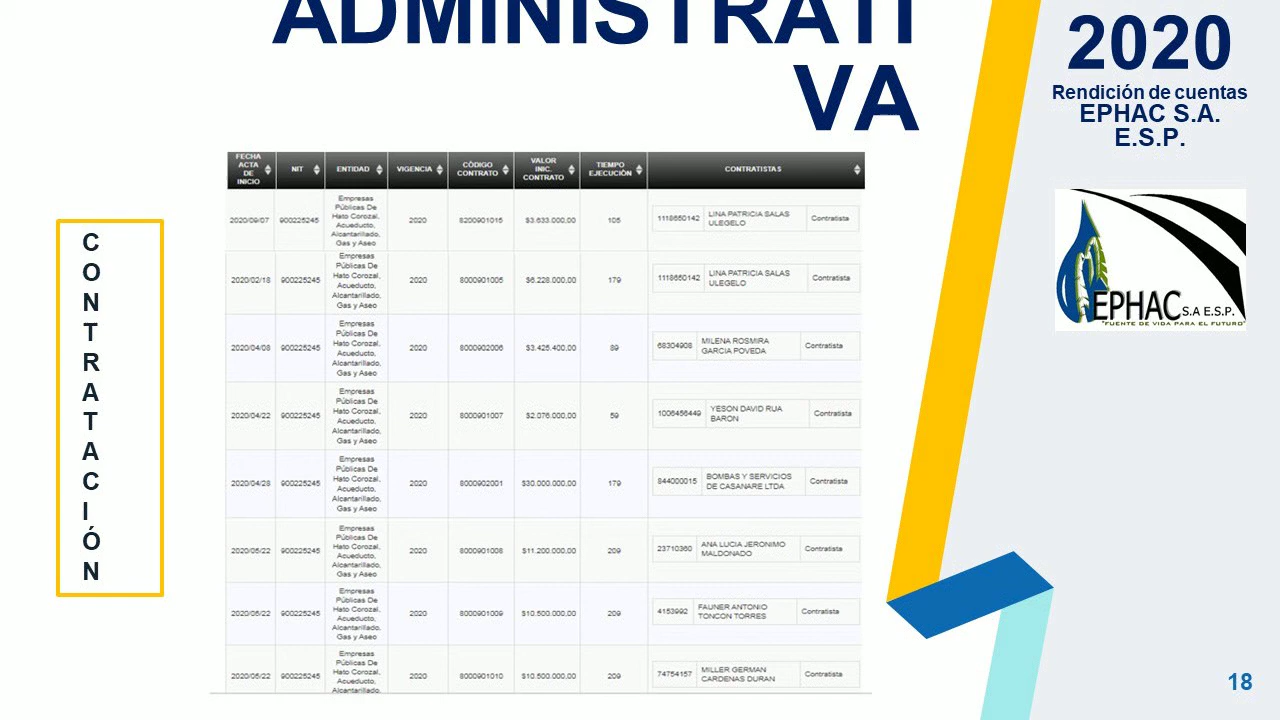 ADMINISTRATI
VA
2020
Rendición de cuentas
EPHAC S.A.
E.S.P.
EPHAC S.A E.S.P.
"FUENTE DE VIDA PARA EL FUTURO"
C
O
N
T
R
A
T
A
C
I
Ó
N
FECHA ACTA DE INICIO NIT ENTIDAD VIGENCIA CÓDIGO CONTRATO VALOR INIC. CONTRATO TIEMPO EJECUCIÓN CONTRATISTAS
2020/09/07 900225245 Empresas Públicas De Hato Corozal, Acueducto, Alcantarillado, Gas y Aseo 2020 8200901015 $3.633.000,00 105 1118650142 LINA PATRICIA SALAS ULEGELO Contratista
2020/02/18 900225245 Empresas Públicas De Hato Corozal, Acueducto, Alcantarillado, Gas y Aseo 2020 8000901005 $6.228.000,00 179 1118650142 LINA PATRICIA SALAS ULEGELO Contratista
2020/04/08 900225245 Empresas Públicas De Hato Corozal, Acueducto, Alcantarillado, Gas y Aseo 2020 8000902006 $3.425.400,00 89 68304908 MILENA ROSMIRA GARCIA POVEDA Contratista
2020/04/22 900225245 Empresas Públicas De Hato Corozal, Acueducto, Alcantarillado, Gas y Aseo 2020 8000901007 $2.076.000,00 59 1006456449 YESON DAVID RUA BARON Contratista
2020/04/28 900225245 Empresas Públicas De Hato Corozal, Acueducto, Alcantarillado, Gas y Aseo 2020 8000902001 $30.000.000,00 179 844000015 BOMBAS Y SERVICIOS DE CASANARE LTDA Contratista
2020/05/22 900225245 Empresas Públicas De Hato Corozal, Acueducto, Alcantarillado, Gas y Aseo 2020 8000901008 $11.200.000,00 209 23710360 ANA LUCIA JERONIMO MALDONADO Contratista
2020/05/22 900225245 Empresas Públicas De Hato Corozal, Acueducto, Alcantarillado, Gas y Aseo 2020 8000901009 $10.500.000,00 209 4153992 FAUNER ANTONIO TONCON TORRES Contratista
2020/05/22 900225245 Empresas Públicas De Hato Corozal, Acueducto, Alcantarillado, 2020 8000901010 $10.500.000,00 209 74754157 MILLER GERMAN CARDENAS DURAN Contratista
18